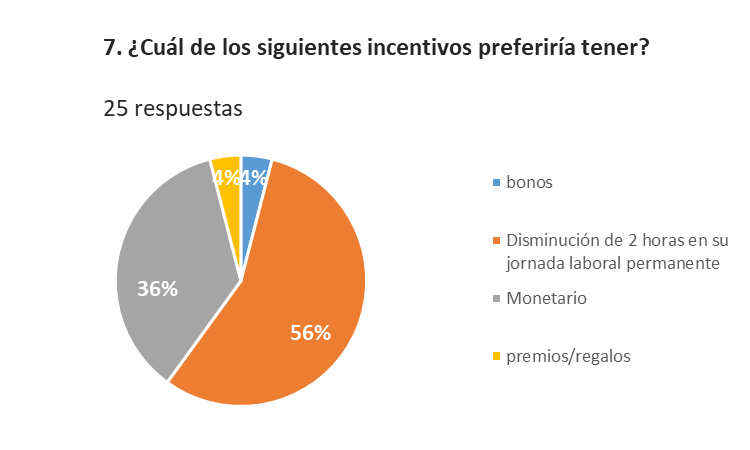 7. ¿Cuál de los siguientes incentivos preferiría tener?
25 respuestas
4%
4%
36%
56%
bonos
Disminución de 2 horas en su
jornada laboral permanente
Monetario
premios/regalos